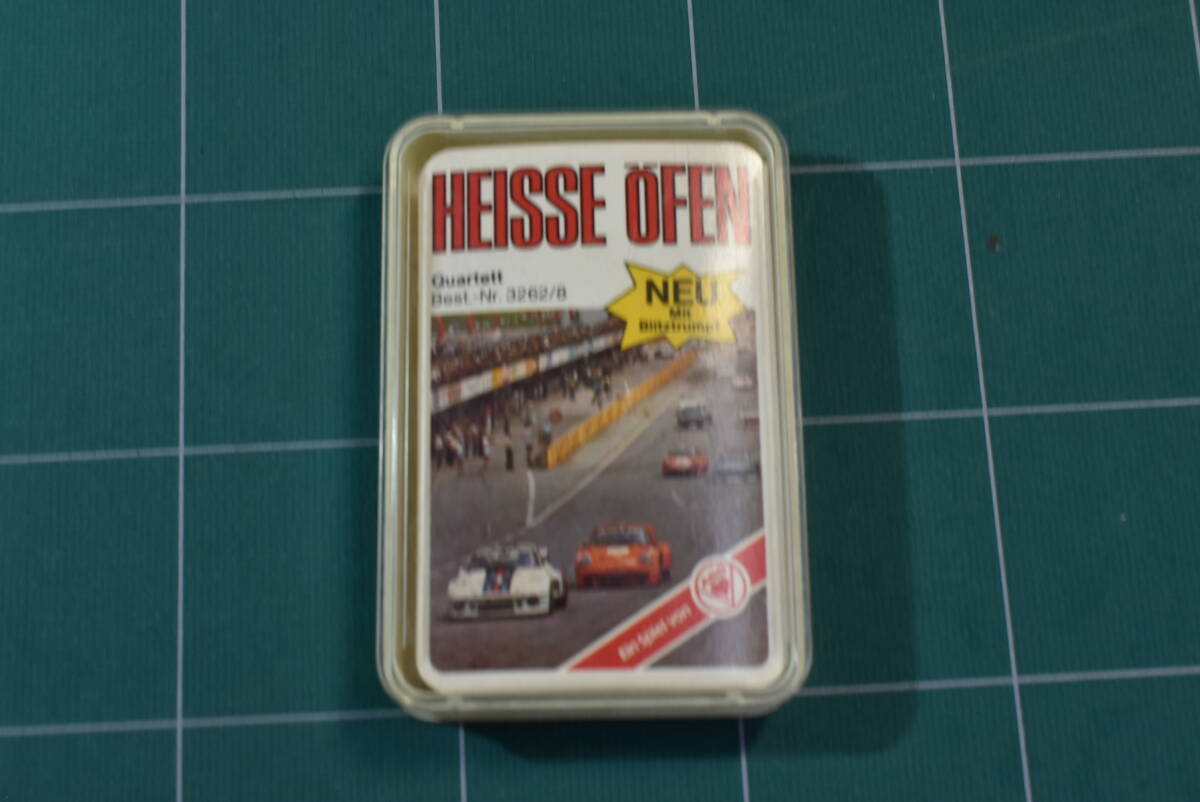 HEISSE ÖFEN
Quartett
Best.-Nr. 3262/8
NEU
Mit
Blitztrumpf
Ein Spiel von